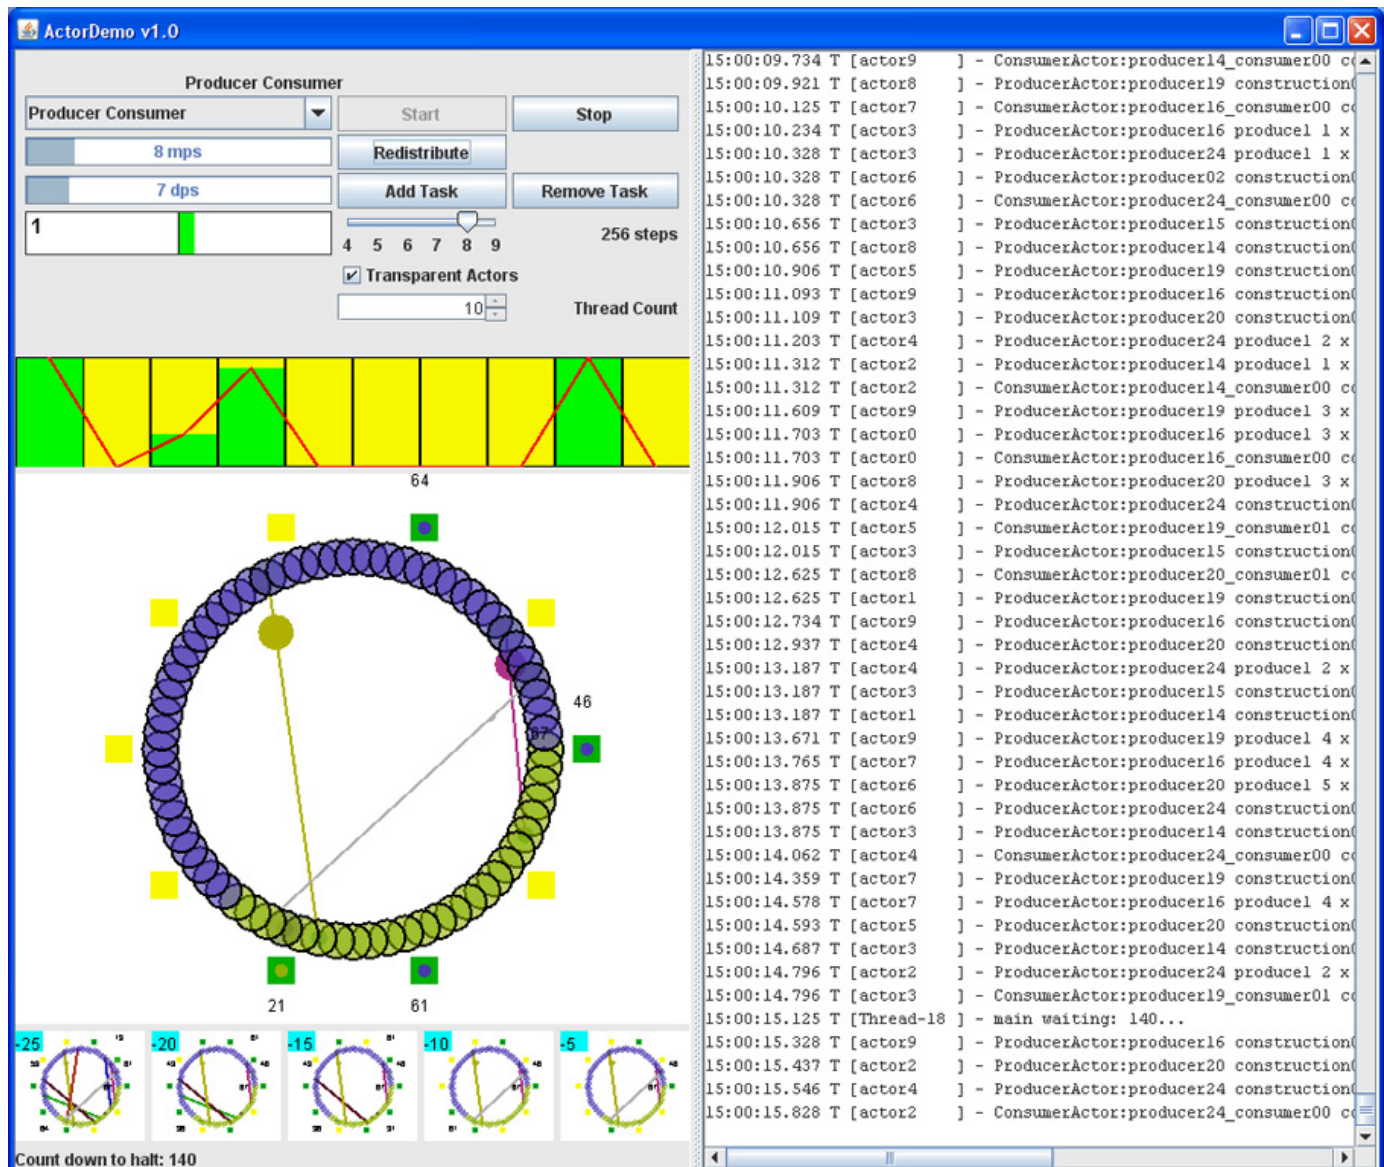 ActorDemo v1.0
Producer Consumer
Producer Consumer
Start
Stop
8 mps
Redistribute
7 dps
Add Task
Remove Task
1
4 5 6 7 8 9
256 steps
Transparent Actors
10
Thread Count
64
46
67
21
61
-25
-20
-15
-10
-5
Count down to halt: 140
15:00:09.734 T [actor9 ] - ConsumerActor:producer14_consumer00 co
15:00:09.921 T [actor8 ] - ProducerActor:producer19 construction
15:00:10.125 T [actor7 ] - ConsumerActor:producer16_consumer00 co
15:00:10.234 T [actor3 ] - ProducerActor:producer16 produce1 1 x
15:00:10.328 T [actor3 ] - ProducerActor:producer24 produce1 1 x
15:00:10.328 T [actor6 ] - ProducerActor:producer02 construction
15:00:10.328 T [actor6 ] - ConsumerActor:producer24_consumer00 co
15:00:10.656 T [actor3 ] - ProducerActor:producer15 construction
15:00:10.656 T [actor8 ] - ProducerActor:producer14 construction
15:00:10.906 T [actor5 ] - ProducerActor:producer19 construction
15:00:11.093 T [actor9 ] - ProducerActor:producer16 construction
15:00:11.109 T [actor3 ] - ProducerActor:producer20 construction
15:00:11.203 T [actor4 ] - ProducerActor:producer24 produce1 2 x
15:00:11.312 T [actor2 ] - ProducerActor:producer14 produce1 1 x
15:00:11.312 T [actor2 ] - ConsumerActor:producer14_consumer00 co
15:00:11.609 T [actor9 ] - ProducerActor:producer19 produce1 3 x
15:00:11.703 T [actor0 ] - ProducerActor:producer16 produce1 3 x
15:00:11.703 T [actor0 ] - ConsumerActor:producer16_consumer00 co
15:00:11.906 T [actor8 ] - ProducerActor:producer20 produce1 3 x
15:00:11.906 T [actor4 ] - ProducerActor:producer24 construction
15:00:12.015 T [actor5 ] - ConsumerActor:producer19_consumer01 co
15:00:12.015 T [actor3 ] - ProducerActor:producer15 construction
15:00:12.625 T [actor8 ] - ConsumerActor:producer20_consumer01 co
15:00:12.625 T [actor1 ] - ProducerActor:producer19 construction
15:00:12.734 T [actor9 ] - ProducerActor:producer16 construction
15:00:12.937 T [actor4 ] - ProducerActor:producer20 construction
15:00:13.187 T [actor4 ] - ProducerActor:producer24 produce1 2 x
15:00:13.187 T [actor3 ] - ProducerActor:producer15 construction
15:00:13.187 T [actor1 ] - ProducerActor:producer14 construction
15:00:13.671 T [actor9 ] - ProducerActor:producer19 produce1 4 x
15:00:13.765 T [actor7 ] - ProducerActor:producer16 produce1 4 x
15:00:13.875 T [actor6 ] - ProducerActor:producer20 produce1 5 x
15:00:13.875 T [actor6 ] - ProducerActor:producer24 construction
15:00:13.875 T [actor3 ] - ProducerActor:producer14 construction
15:00:14.062 T [actor4 ] - ConsumerActor:producer24_consumer00 co
15:00:14.359 T [actor7 ] - ProducerActor:producer19 construction
15:00:14.578 T [actor7 ] - ProducerActor:producer16 produce1 4 x
15:00:14.593 T [actor5 ] - ProducerActor:producer20 construction
15:00:14.687 T [actor3 ] - ProducerActor:producer14 construction
15:00:14.796 T [actor2 ] - ProducerActor:producer24 produce1 2 x
15:00:14.796 T [actor3 ] - ConsumerActor:producer19_consumer01 co
15:00:15.125 T [Thread-18 ] - main waiting: 140...
15:00:15.328 T [actor9 ] - ProducerActor:producer16 construction
15:00:15.437 T [actor2 ] - ProducerActor:producer20 construction
15:00:15.546 T [actor4 ] - ProducerActor:producer24 construction
15:00:15.828 T [actor2 ] - ConsumerActor:producer24_consumer00 co